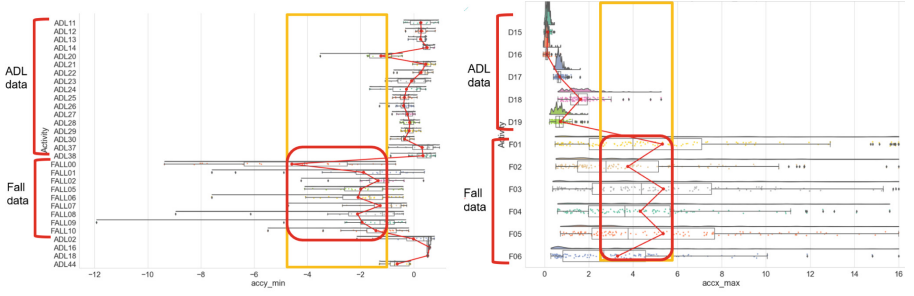 ADL
data
Fall
data
Activity
ADL11
ADL12
ADL13
ADL14
ADL20
ADL21
ADL22
ADL23
ADL24
ADL25
ADL26
ADL27
ADL28
ADL29
ADL30
ADL37
ADL38
FALL00
FALL01
FALL02
FALL05
FALL06
FALL07
FALL08
FALL09
FALL10
ADL02
ADL16
ADL18
ADL44
−12 −10 −8 −6 −4 −2 0
accy_min
ADL
data
Fall
data
Activity
D15
D16
D17
D18
D19
F01
F02
F03
F04
F05
F06
0 2 4 6 8 10 12 14 16
accx_max